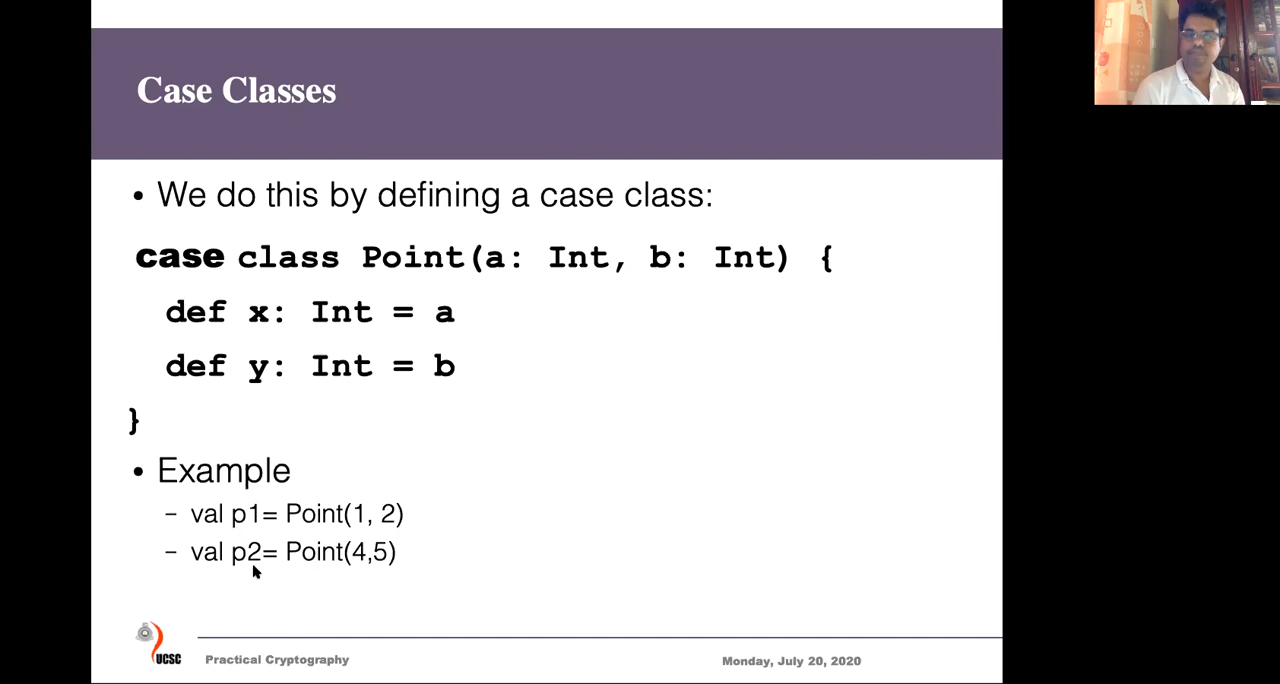 Case Classes
• We do this by defining a case class:
case class Point(a: Int, b: Int) {
def x: Int = a
def y: Int = b
}
• Example
– val p1= Point(1, 2)
– val p2= Point(4,5)
UCSC
Practical Cryptography
Monday, July 20, 2020